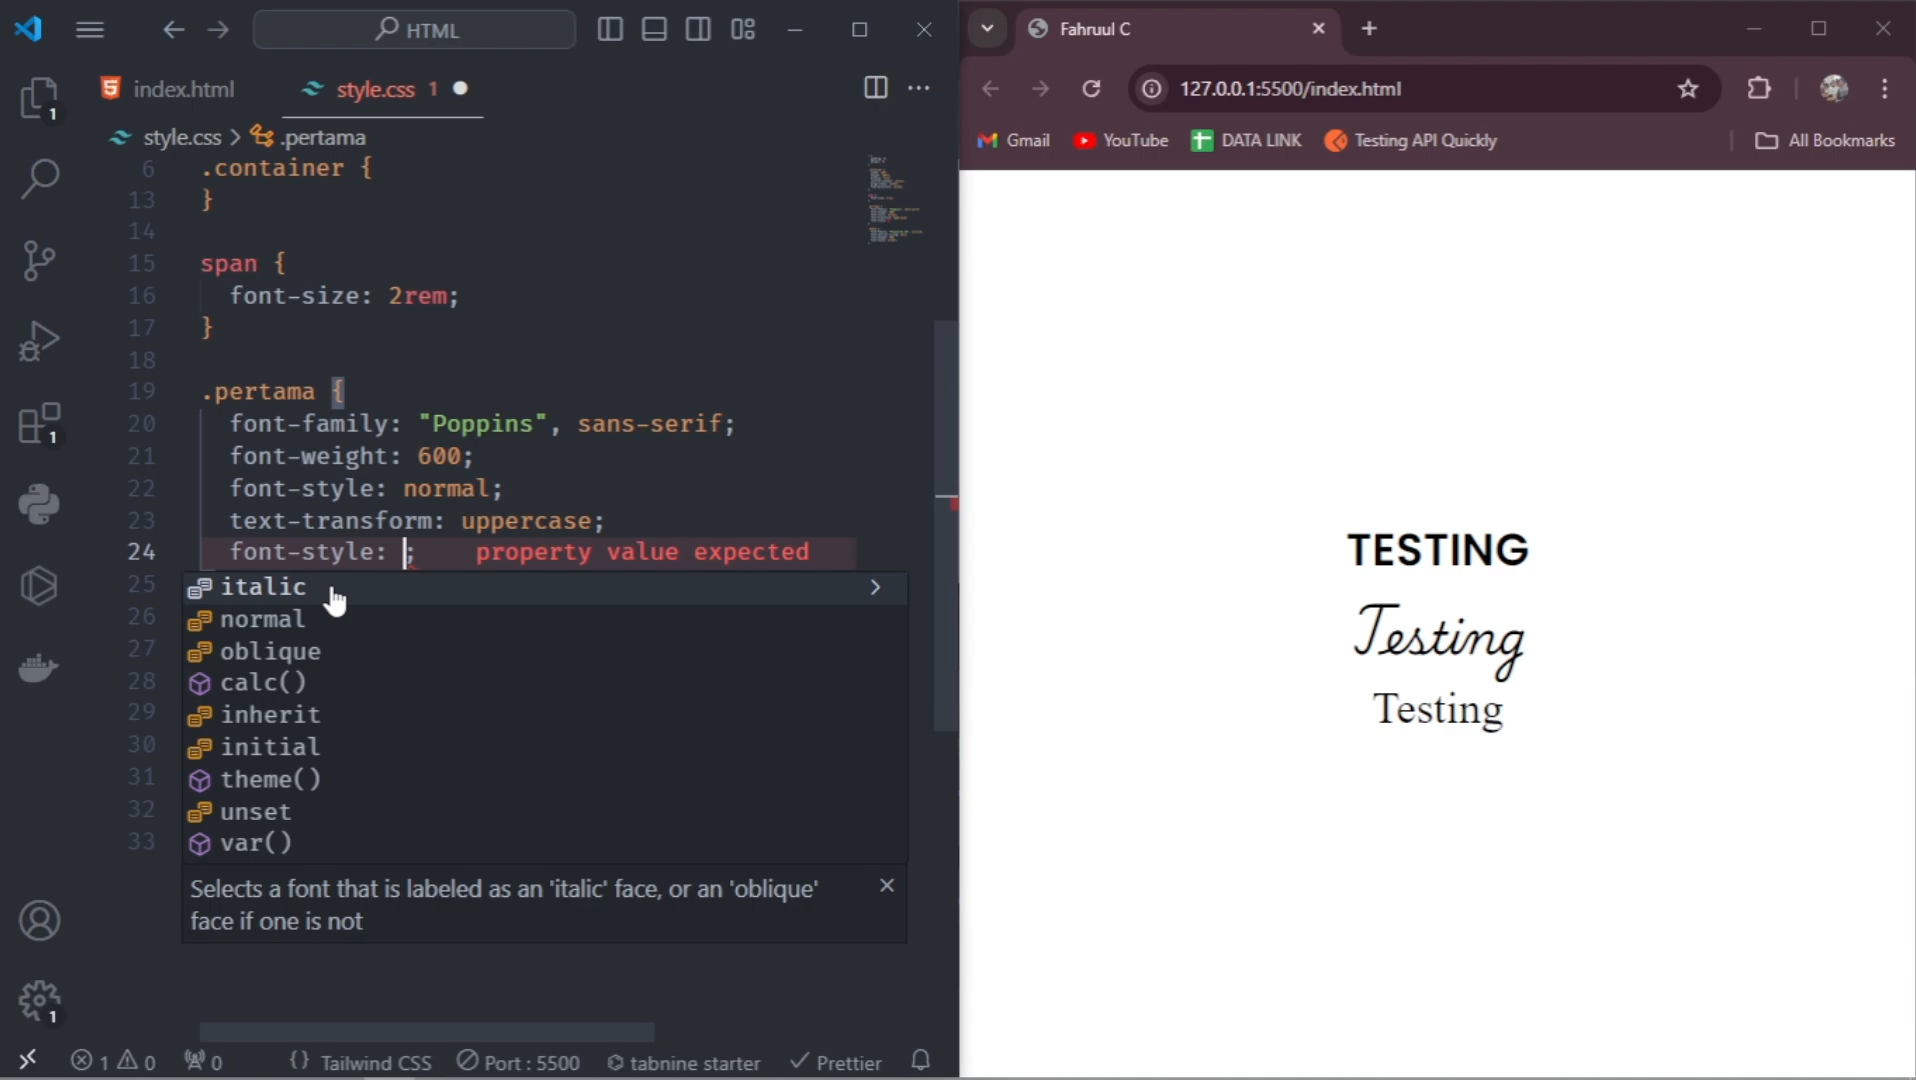 HTML
index.html
style.css 1
style.css > .pertama
6 .container {
13 }
14
15 span {
16 font-size: 2rem;
17 }
18
19 .pertama {
20 font-family: "Poppins", sans-serif;
21 font-weight: 600;
22 font-style: normal;
23 text-transform: uppercase;
24 font-style: ; property value expected
25 italic
26 normal
27 oblique
28 calc()
29 inherit
30 initial
31 theme()
32 unset
33 var()
Selects a font that is labeled as an 'italic' face, or an 'oblique'
face if one is not
1
1
1
1 0 0 {} Tailwind CSS Port : 5500 tabnine starter Prettier
Fahruul C
127.0.0.1:5500/index.html
Gmail YouTube DATA LINK Testing API Quickly All Bookmarks
TESTING
Testing
Testing